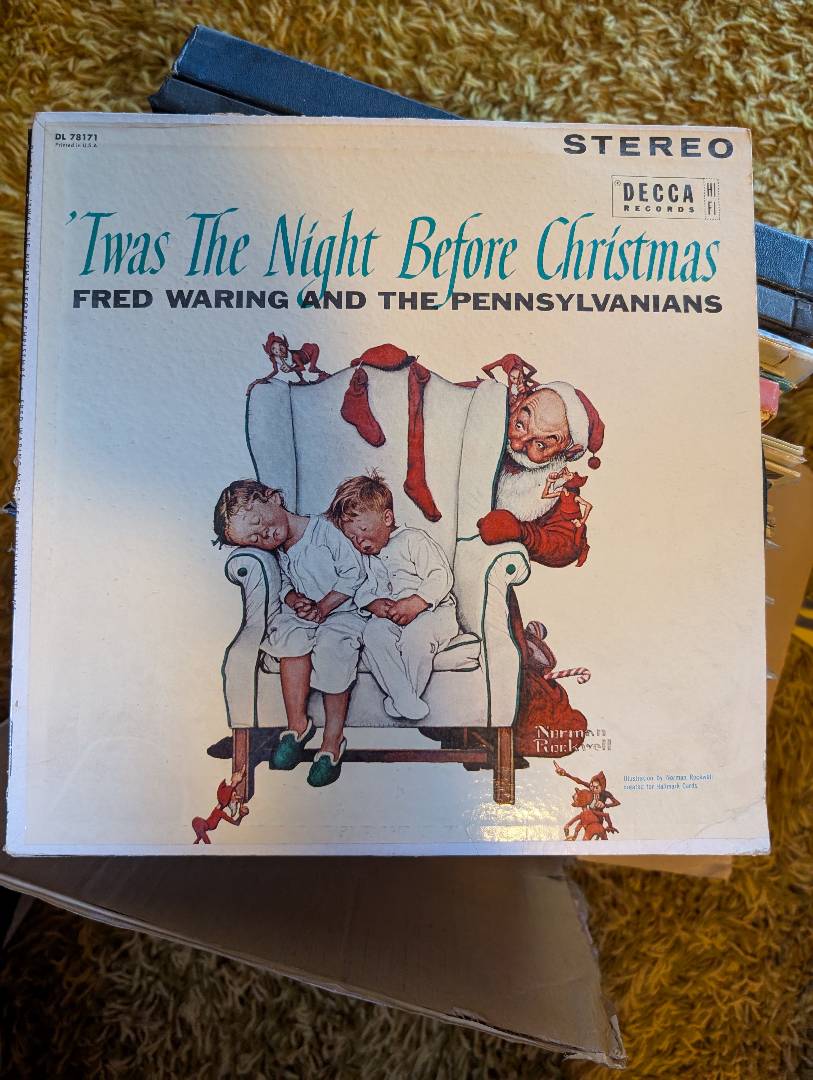 DL 78171
Printed in U.S.A.
STEREO
DECCA
RECORDS
HI
FI
'Twas The Night Before Christmas
FRED WARING AND THE PENNSYLVANIANS
Norman
Rockwell
Illustration by Norman Rockwell
created for Hallmark Cards